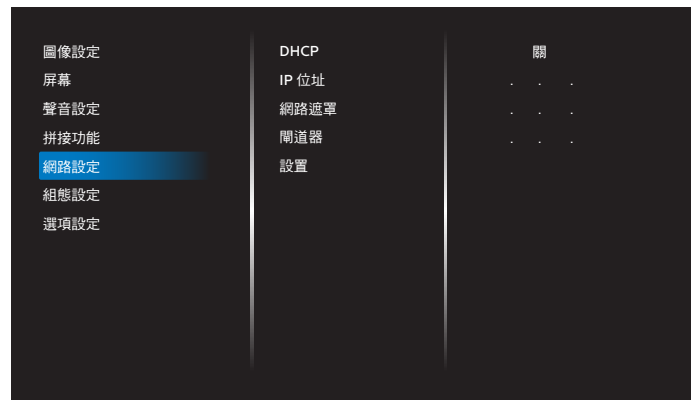 圖像設定
屏幕
聲音設定
拼接功能
網路設定
組態設定
選項設定
DHCP 關
IP 位址 . . .
網路遮罩 . . .
閘道器 . . .
設置